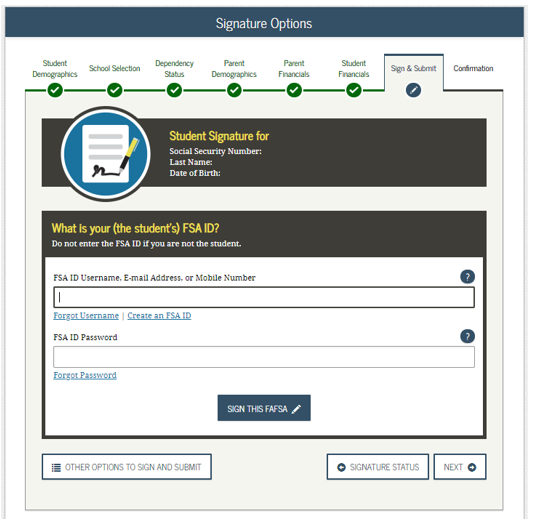 Signature Options
Student
Demographics
School Selection
Dependency
Status
Parent
Demographics
Parent
Financials
Student
Financials
Sign & Submit
Confirmation
Student Signature for
Social Security Number:
Last Name:
Date of Birth:
What is your (the student's) FSA ID?
Do not enter the FSA ID if you are not the student.
FSA ID Username, E-mail Address, or Mobile Number
?
Forgot Username | Create an FSA ID
FSA ID Password
?
Forgot Password
SIGN THIS FAFSA
OTHER OPTIONS TO SIGN AND SUBMIT
SIGNATURE STATUS
NEXT